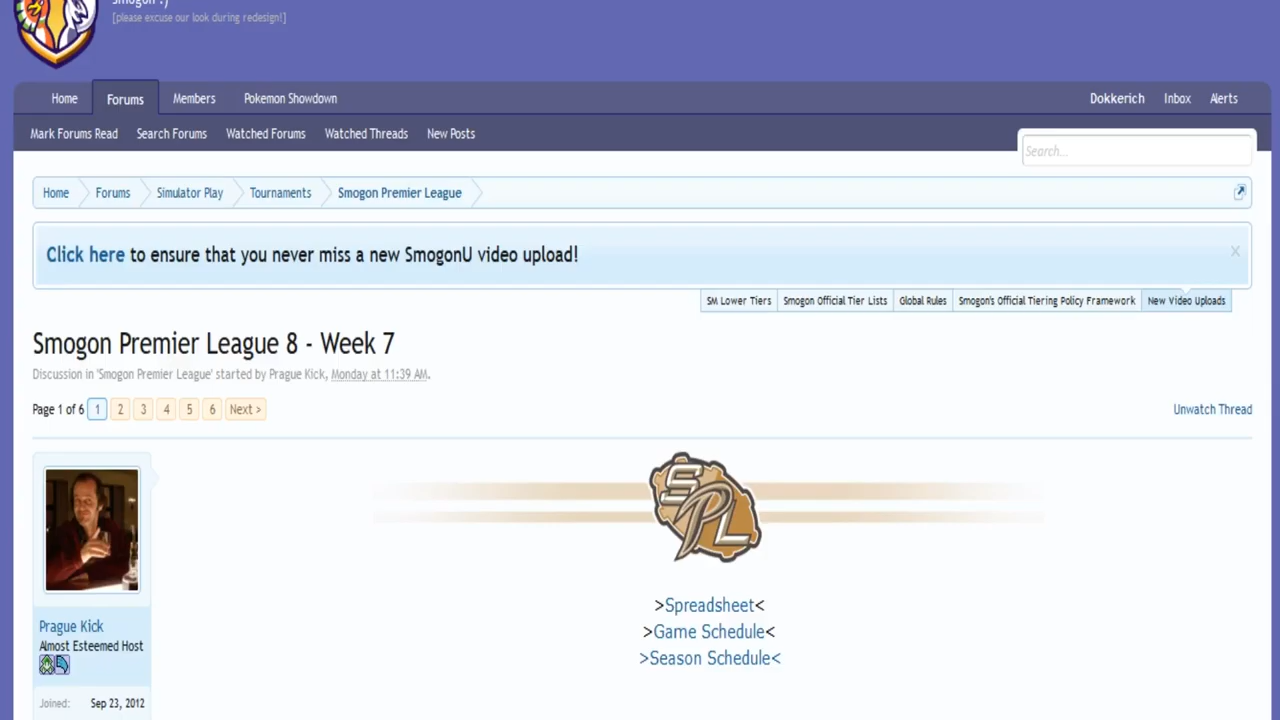 Smogon :)
[please excuse our look during redesign!]
Home Forums Members Pokemon Showdown Dokkerich Inbox Alerts
Mark Forums Read Search Forums Watched Forums Watched Threads New Posts
Search...
Home Forums Simulator Play Tournaments Smogon Premier League
Click here to ensure that you never miss a new SmogonU video upload!
SM Lower Tiers Smogon Official Tier Lists Global Rules Smogon's Official Tiering Policy Framework New Video Uploads
Smogon Premier League 8 - Week 7
Discussion in 'Smogon Premier League' started by Prague Kick, Monday at 11:39 AM.
Page 1 of 6 1 2 3 4 5 6 Next > Unwatch Thread
SPL
>Spreadsheet<
>Game Schedule<
>Season Schedule<
Prague Kick
Almost Esteemed Host
Joined: Sep 23, 2012